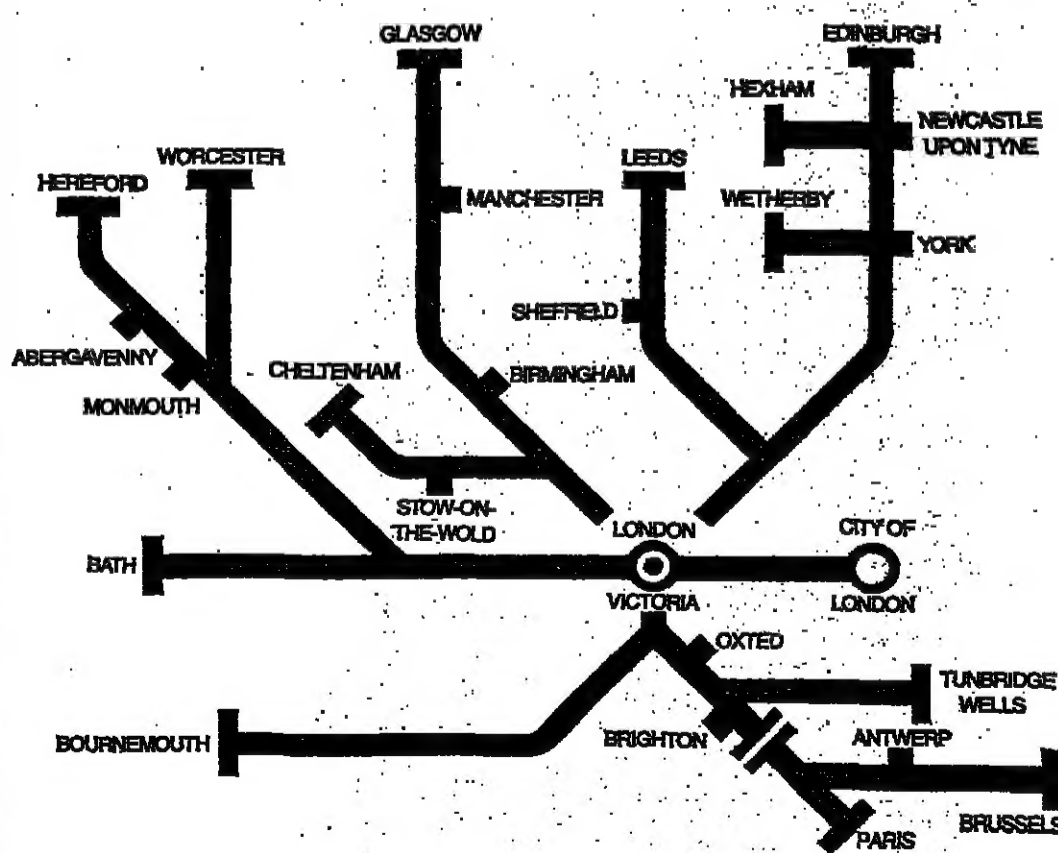 GLASGOW
EDINBURGH
HEXHAM
NEWCASTLE
UPON TYNE
WORCESTER
LEEDS
HEREFORD
WETHERBY
MANCHESTER
YORK
SHEFFIELD
ABERGAVENNY
CHELTENHAM
BIRMINGHAM
MONMOUTH
STOW-ON-
THE-WOLD
LONDON
CITY OF
BATH
VICTORIA
LONDON
OXTED
TUNBRIDGE
WELLS
BOURNEMOUTH
BRIGHTON
ANTWERP
BRUSSELS
PARIS